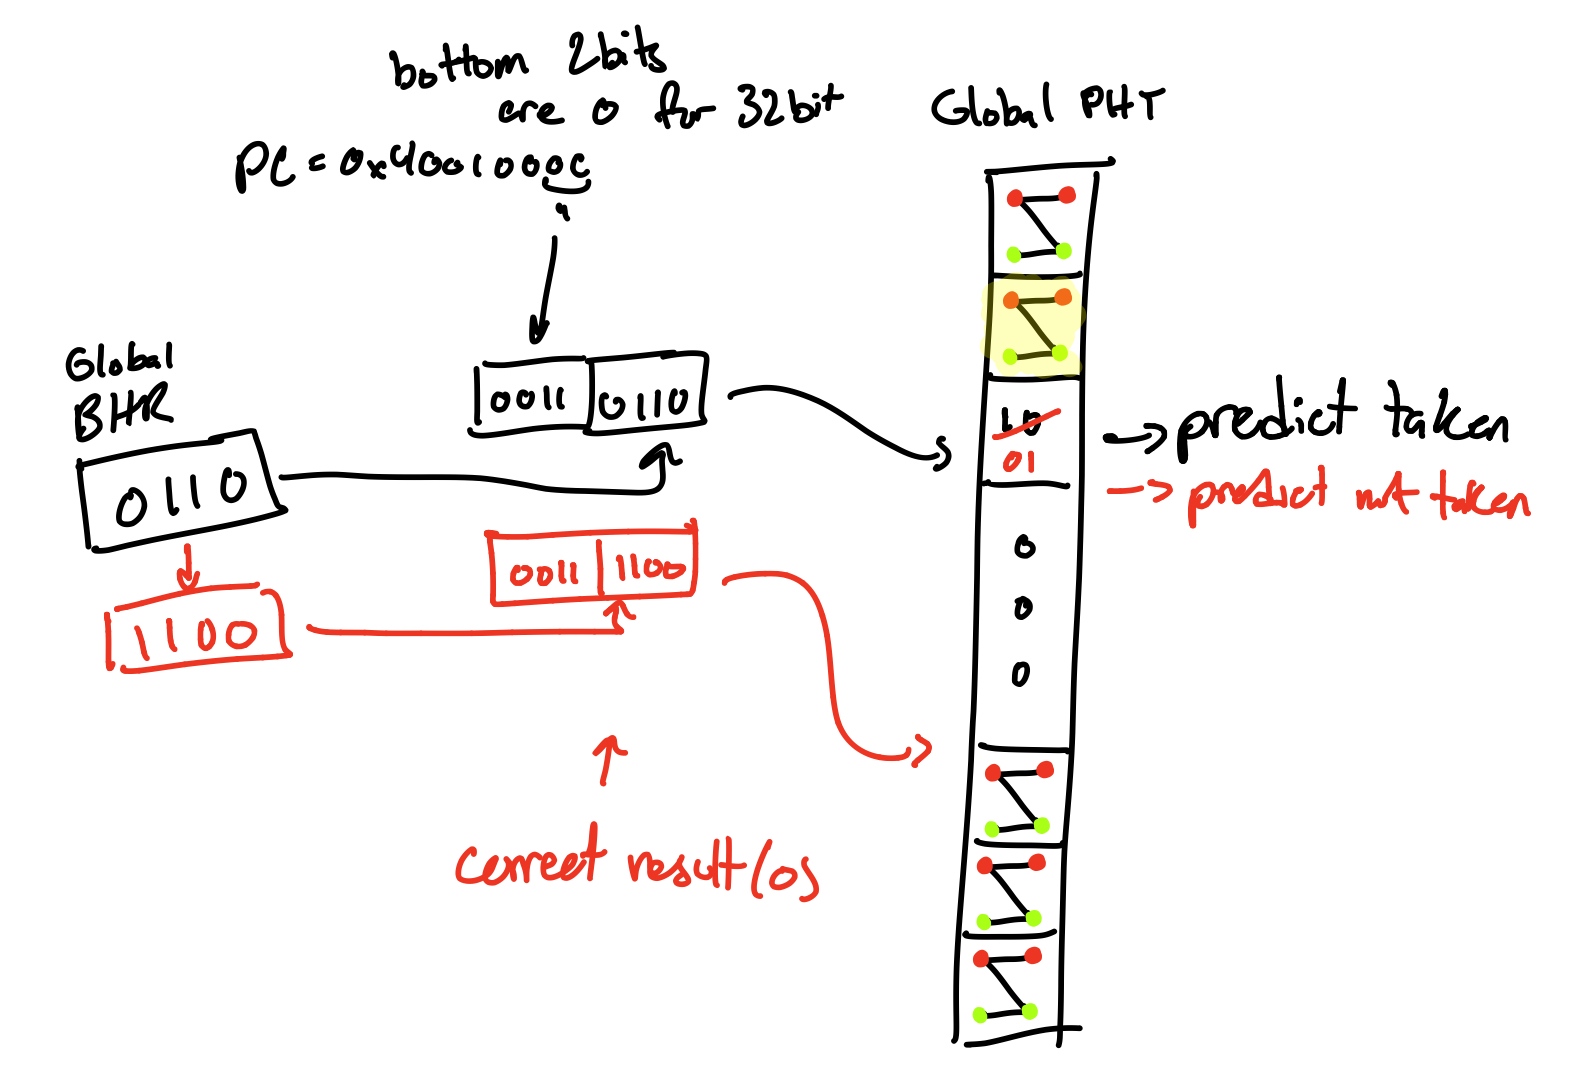 bottom 2bits
are 0 for 32bit
Global PHT
PC = 0x4001000C
4
Global
BHR
0011 0110
0110
10
01
→ predict taken
→ predict not taken
0011 1100
1100
0
0
0
correct result/os